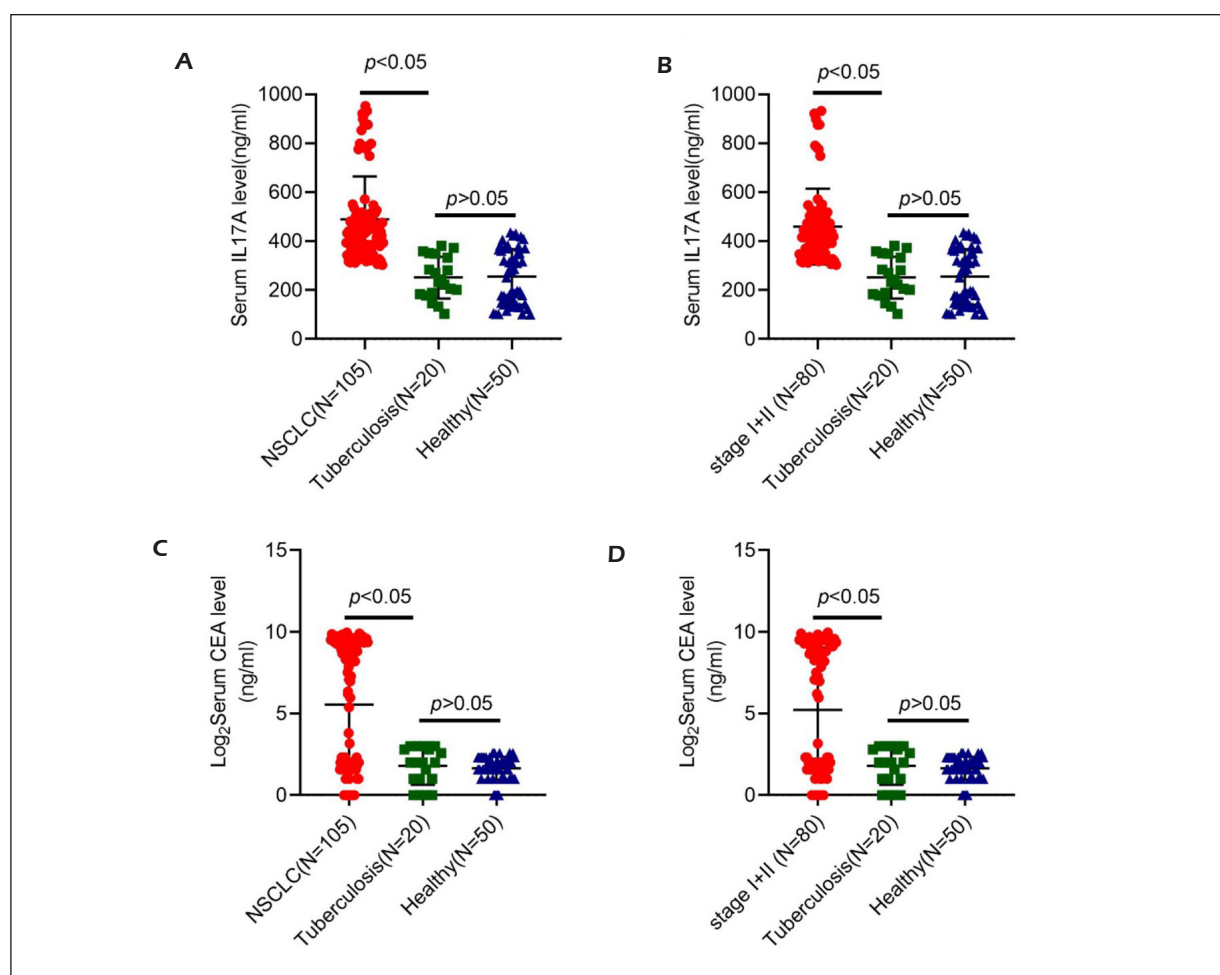 A
p<0.05
p>0.05
Serum IL17A level(ng/ml)
1000
800
600
400
200
0
NSCLC(N=105)
Tuberculosis(N=20)
Healthy(N=50)
B
p<0.05
p>0.05
Serum IL17A level(ng/ml)
1000
800
600
400
200
0
stage I+II (N=80)
Tuberculosis(N=20)
Healthy(N=50)
C
p<0.05
p>0.05
Log₂Serum CEA level
(ng/ml)
15
10
5
0
NSCLC(N=105)
Tuberculosis(N=20)
Healthy(N=50)
D
p<0.05
p>0.05
Log₂Serum CEA level
(ng/ml)
15
10
5
0
stage I+II (N=80)
Tuberculosis(N=20)
Healthy(N=50)